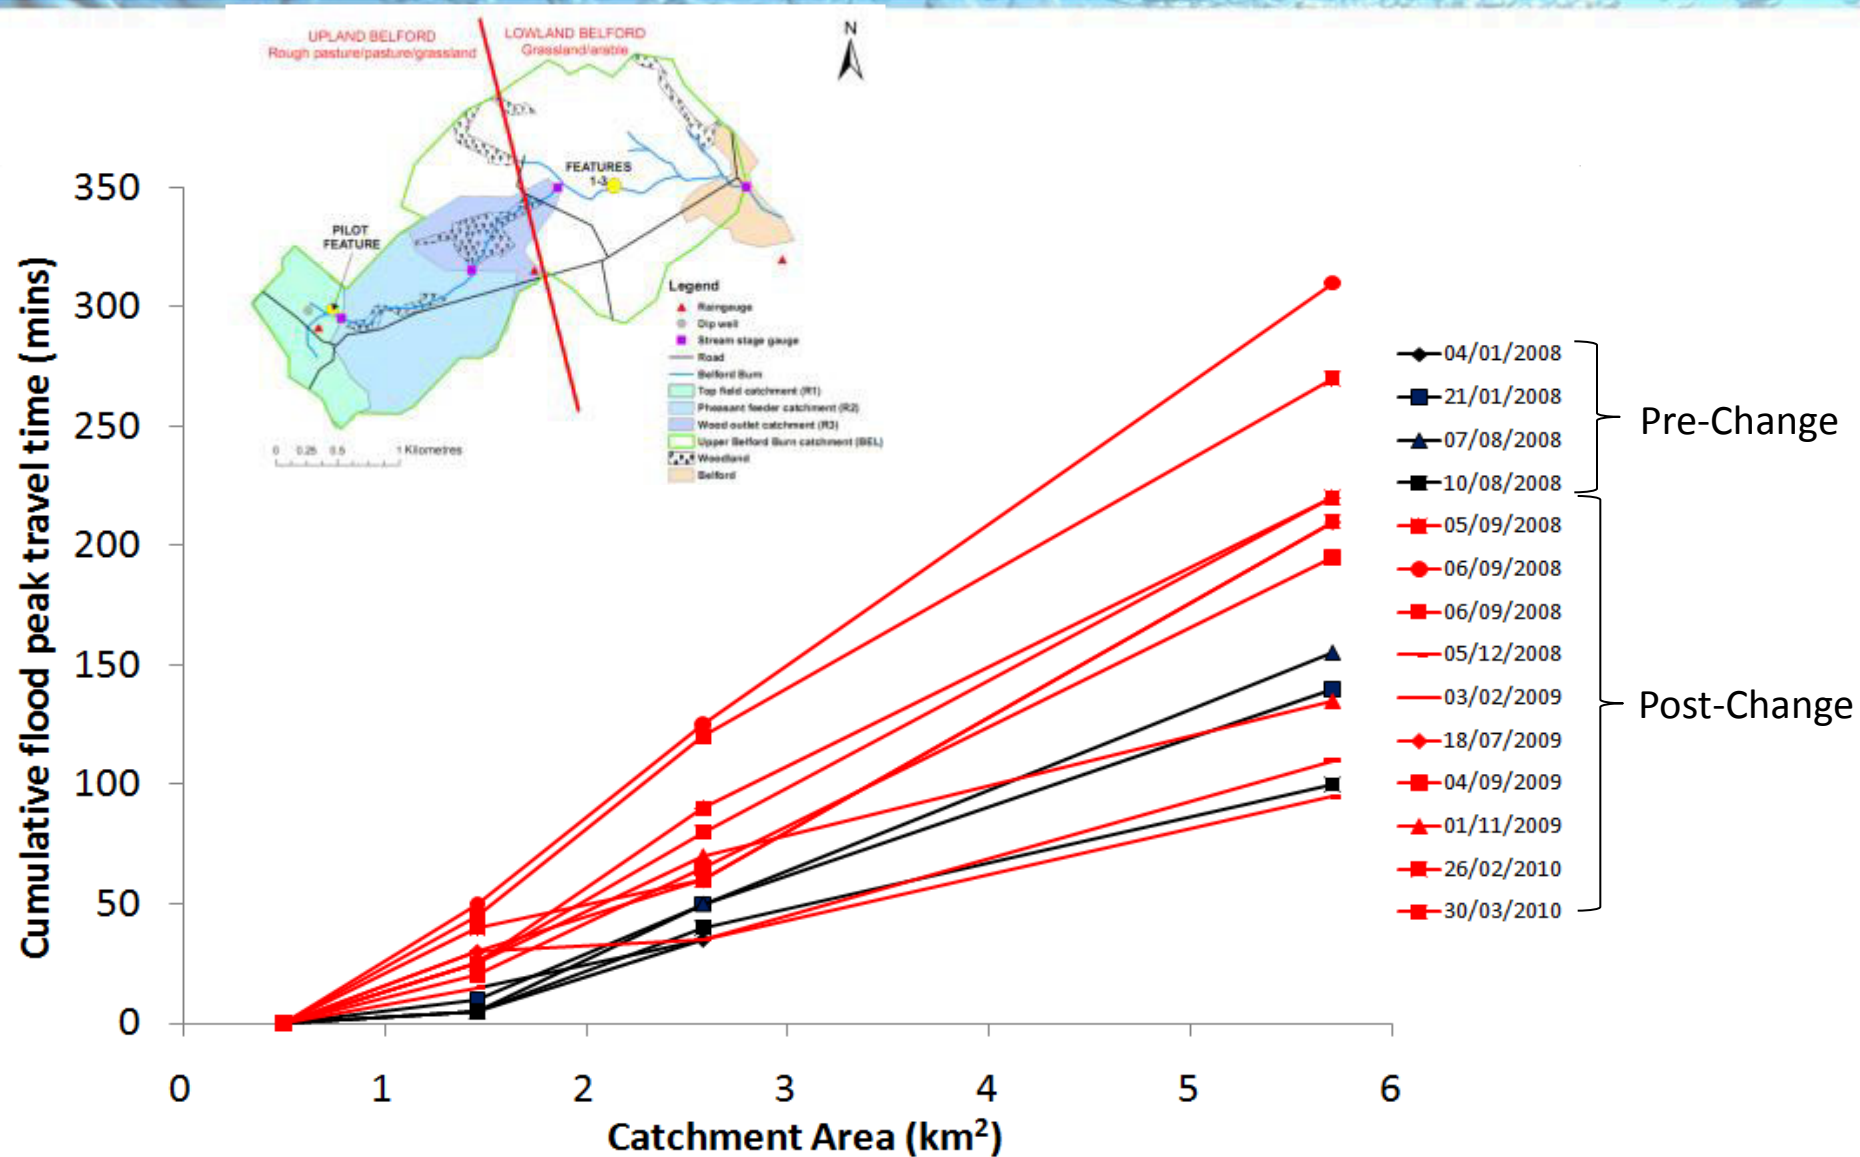 UPLAND BELFORD
Rough pasture/pasture/grassland
LOWLAND BELFORD
Grassland/arable
N
FEATURES
1-3
PILOT
FEATURE
Legend
Raingauge
Dip well
Stream stage gauge
Road
Belford Burn
Top field catchment (R1)
Pheasant feeder catchment (R2)
Wood outlet catchment (R3)
Upper Belford Burn catchment (BEL)
Woodland
Belford
0 0.25 0.5 1 Kilometres
Cumulative flood peak travel time (mins)
350
300
250
200
150
100
50
0
0 1 2 3 4 5 6
Catchment Area (km²)
04/01/2008
21/01/2008
07/08/2008
10/08/2008
05/09/2008
06/09/2008
06/09/2008
05/12/2008
03/02/2009
18/07/2009
04/09/2009
01/11/2009
26/02/2010
30/03/2010
Pre-Change
Post-Change